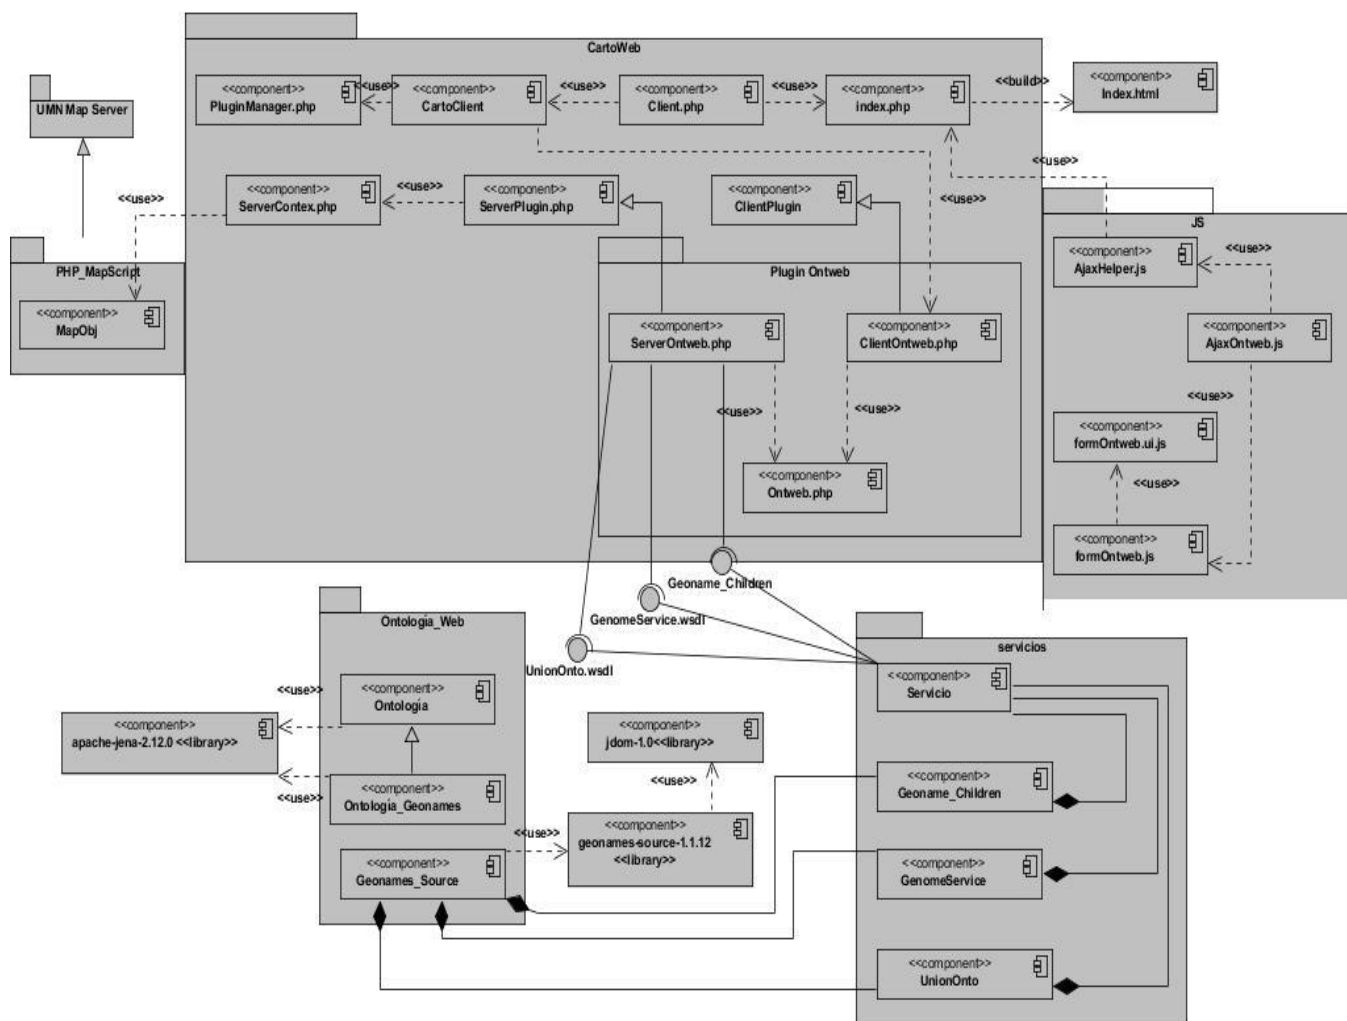 CartoWeb
<<component>>
PluginManager.php
<<use>>
<<component>>
CartoClient
<<use>>
<<component>>
Client.php
<<use>>
<<component>>
index.php
<<build>>
<<component>>
Index.html
UMN Map Server
<<use>>
<<component>>
ServerContex.php
<<use>>
<<component>>
ServerPlugin.php
<<component>>
ClientPlugin
<<use>>
<<use>>
JS
<<component>>
AjaxHelper.js
<<use>>
PHP_MapScript
<<component>>
MapObj
Plugin Ontweb
<<component>>
ServerOntweb.php
<<component>>
ClientOntweb.php
<<component>>
AjaxOntweb.js
<<use>>
<<use>>
<<use>>
<<component>>
formOntweb.ui.js
<<component>>
Ontweb.php
<<use>>
<<component>>
formOntweb.js
Geoname_Children
GenomeService.wsdl
UnionOnto.wsdl
Ontología_Web
<<use>>
<<component>>
Ontología
<<component>>
apache-jena-2.12.0 <<library>>
<<use>>
<<component>>
Ontología_Geonames
<<component>>
Geonames_Source
<<component>>
jdom-1.0<<library>>
<<use>>
<<use>>
<<component>>
geonames-source-1.1.12
<<library>>
servicios
<<component>>
Servicio
<<component>>
Geoname_Children
<<component>>
GenomeService
<<component>>
UnionOnto